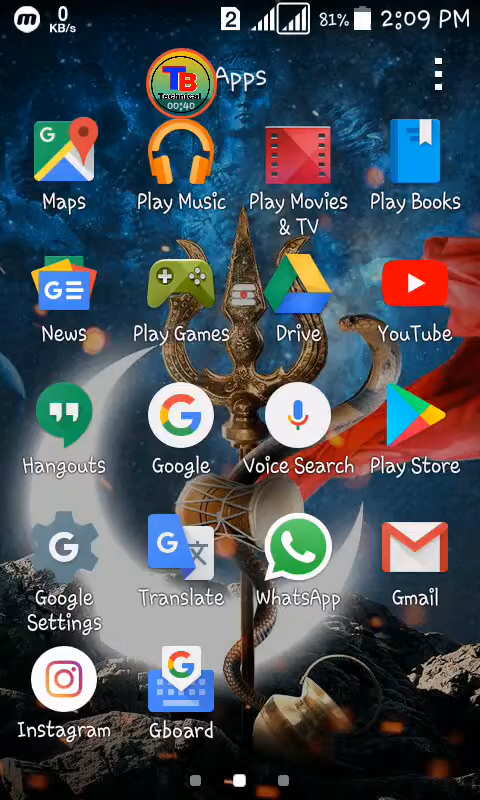 0
KB/s
2
81%
2:09 PM
TB
Technical
00:40
Apps
G
Maps
Play Music
Play Movies
& TV
Play Books
GE
News
Play Games
Drive
YouTube
Hangouts
G
Google
Voice Search
Play Store
G
Google
Settings
G
Translate
WhatsApp
Gmail
Instagram
G
Gboard